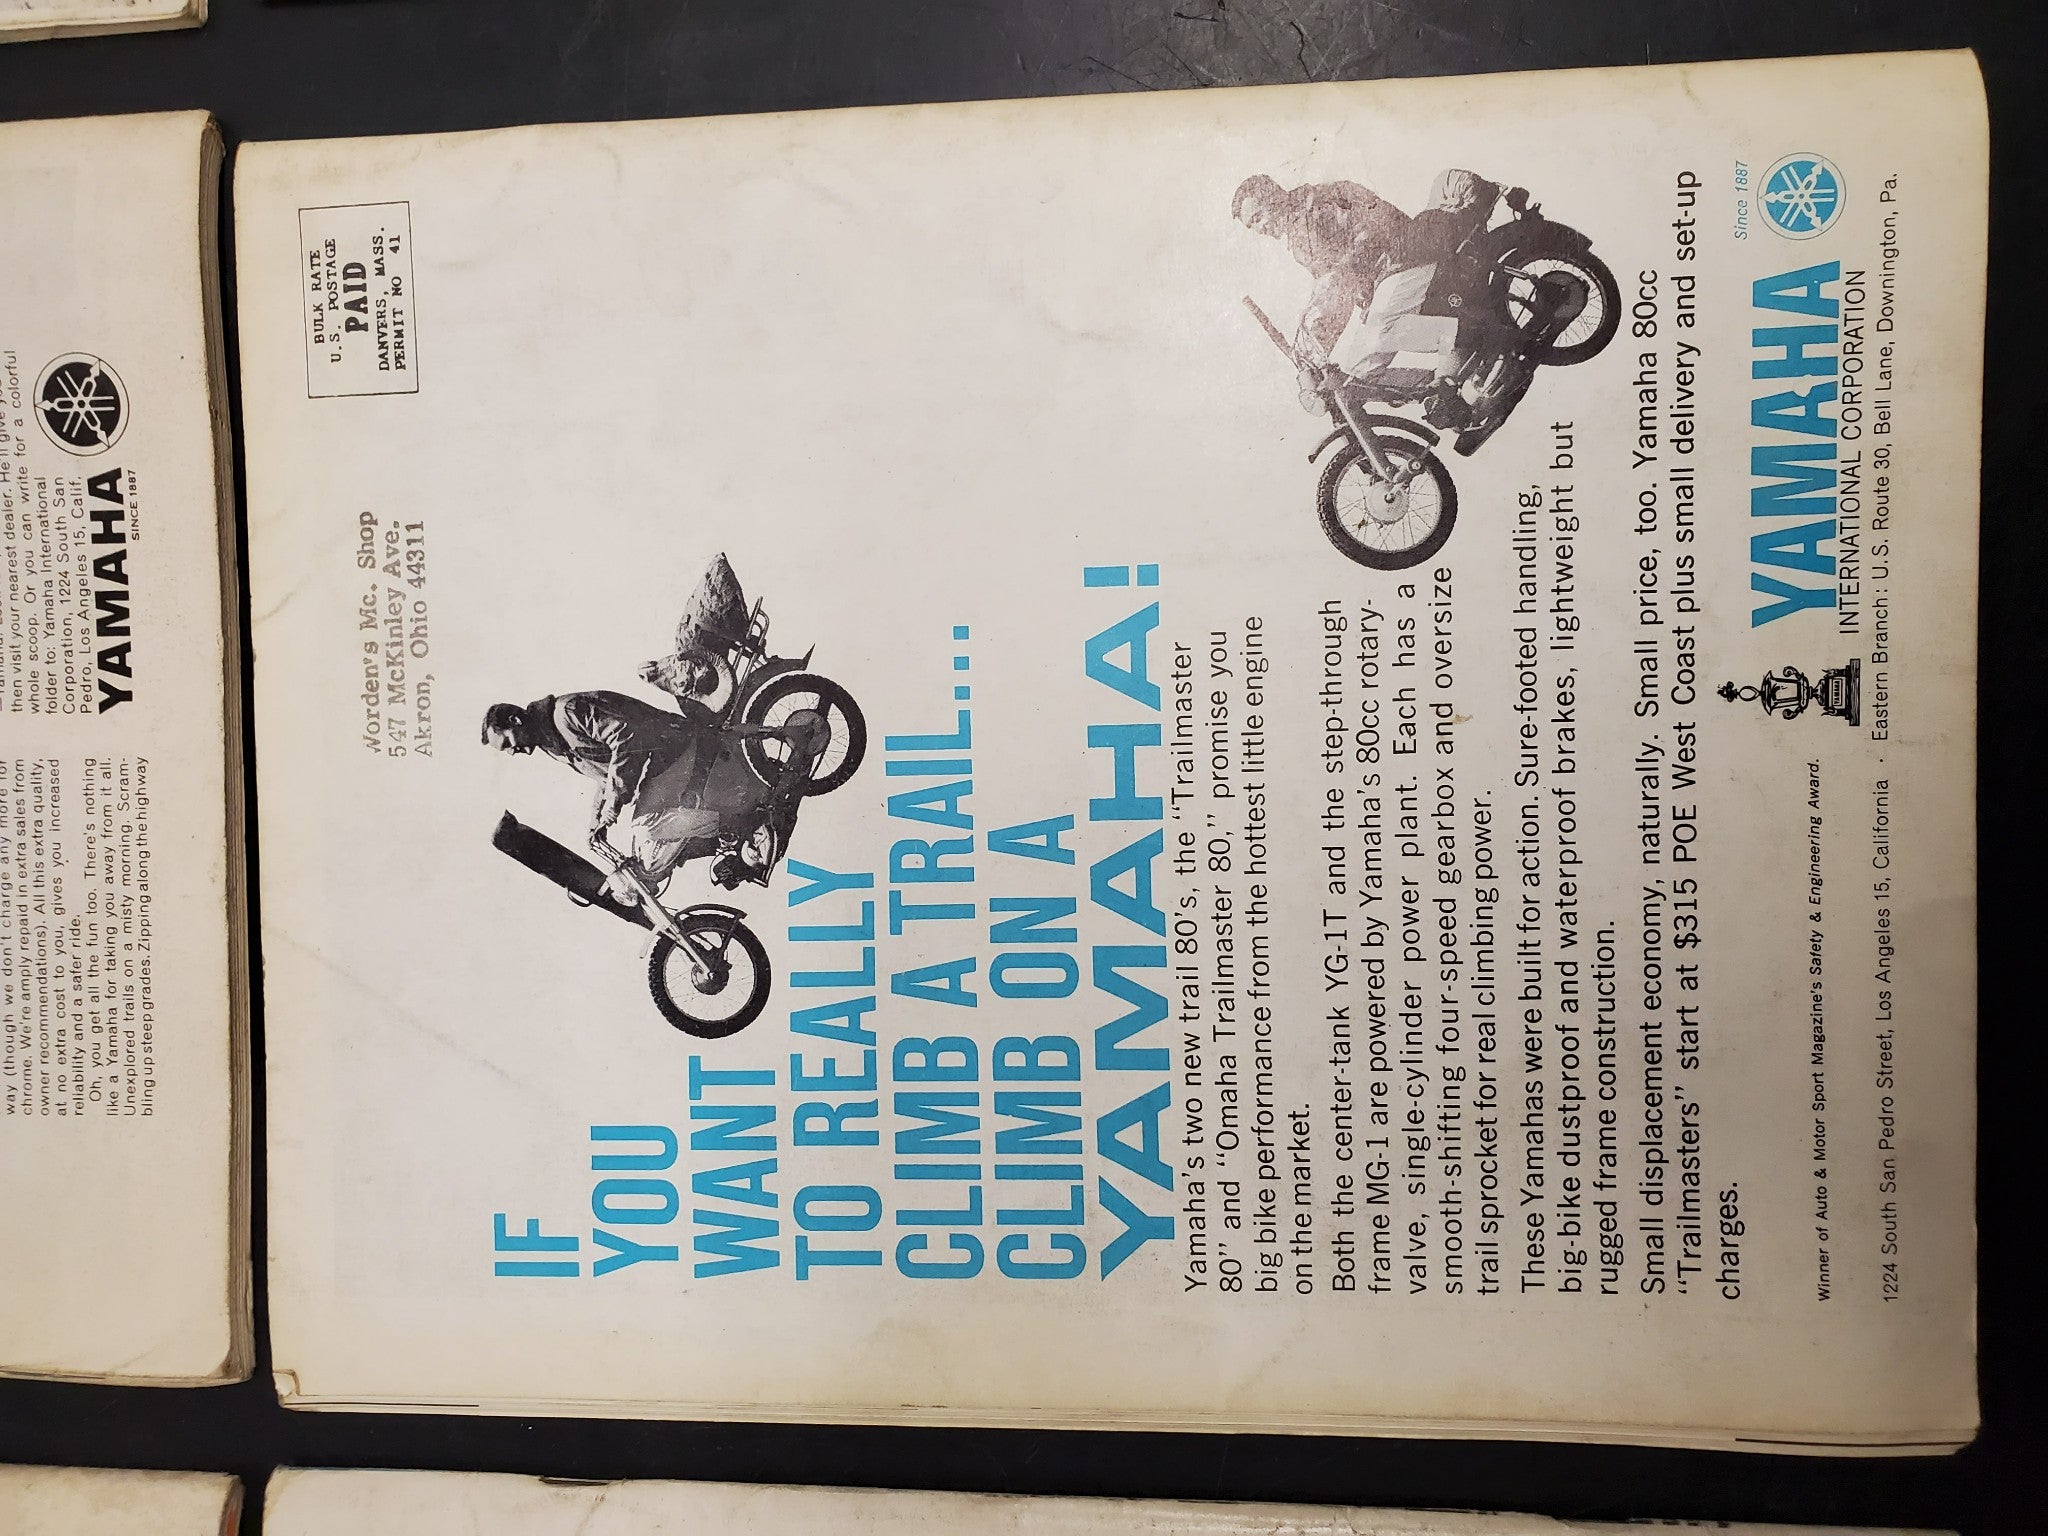 BULK RATE
U.S. POSTAGE
PAID
DANVERS, MASS.
PERMIT NO 41
Worden's Mc. Shop
547 McKinley Ave.
Akron, Ohio 44311
IF
YOU
WANT
TO REALLY
CLIMB A TRAIL...
CLIMB ON A
YAMAHA!
Yamaha's two new trail 80's, the "Trailmaster
80" and "Omaha Trailmaster 80," promise you
big bike performance from the hottest little engine
on the market.
Both the center-tank YG-1T and the step-through
frame MG-1 are powered by Yamaha's 80cc rotary-
valve, single-cylinder power plant. Each has a
smooth-shifting four-speed gearbox and oversize
trail sprocket for real climbing power.
These Yamahas were built for action. Sure-footed handling,
big-bike dustproof and waterproof brakes, lightweight but
rugged frame construction.
Small displacement economy, naturally. Small price, too. Yamaha 80cc
"Trailmasters" start at $315 POE West Coast plus small delivery and set-up
charges.
Since 1887
YAMAHA
INTERNATIONAL CORPORATION
Winner of Auto & Motor Sport Magazine's Safety & Engineering Award.
1224 South San Pedro Street, Los Angeles 15, California · Eastern Branch: U.S. Route 30, Bell Lane, Downington, Pa.
way (though we don't charge any more for
chrome. We're amply repaid in extra sales from
owner recommendations). All this extra quality,
at no extra cost to you, gives you increased
reliability and a safer ride.
Oh, you get all the fun too. There's nothing
like a Yamaha for taking you away from it all.
Unexplored trails on a misty morning. Scram-
bling up steep grades. Zipping along the highway
then visit your nearest dealer. He'll give you
whole scoop. Or you can write for a colorful
folder to: Yamaha International
Corporation, 1224 South San
Pedro, Los Angeles 15, Calif.
YAMAHA
SINCE 1887